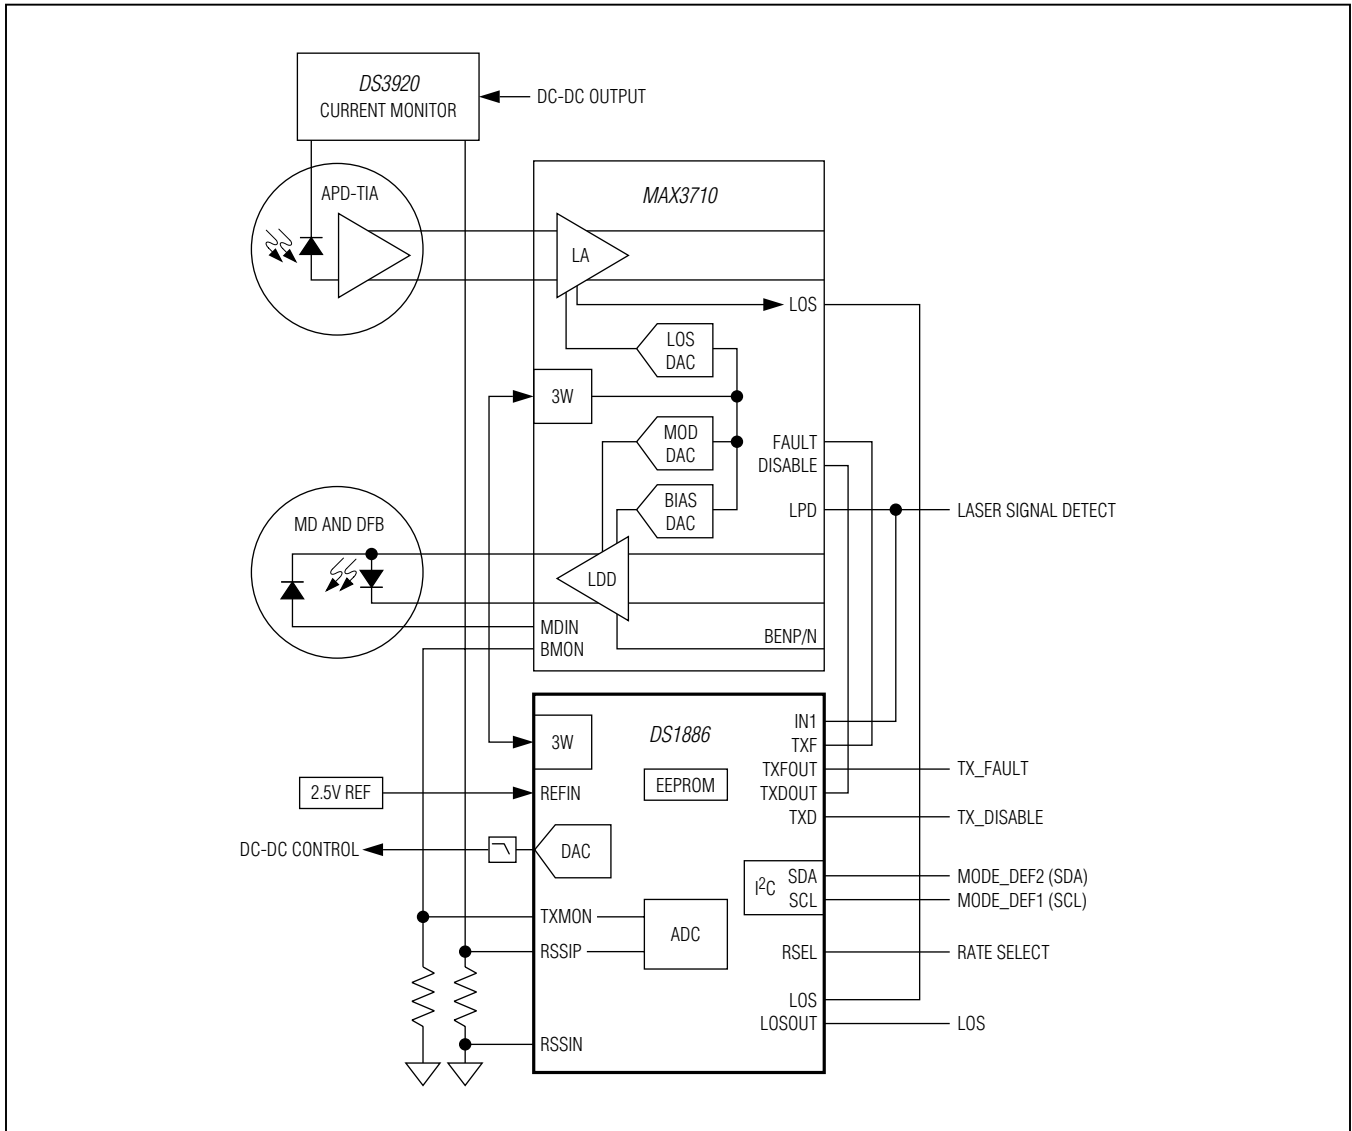 DS3920
CURRENT MONITOR
DC-DC OUTPUT
APD-TIA
MAX3710
LA
LOS
LOS
DAC
3W
MOD
DAC
FAULT
DISABLE
BIAS
DAC
LPD
LASER SIGNAL DETECT
MD AND DFB
LDD
MDIN
BMON
BENP/N
DS1886
3W
IN1
TXF
EEPROM
TXFOUT
TX_FAULT
2.5V REF
REFIN
TXDOUT
TXD
TX_DISABLE
DC-DC CONTROL
DAC
I²C
SDA
MODE_DEF2 (SDA)
SCL
MODE_DEF1 (SCL)
TXMON
ADC
RSSIP
RSEL
RATE SELECT
LOS
LOSOUT
LOS
RSSIN